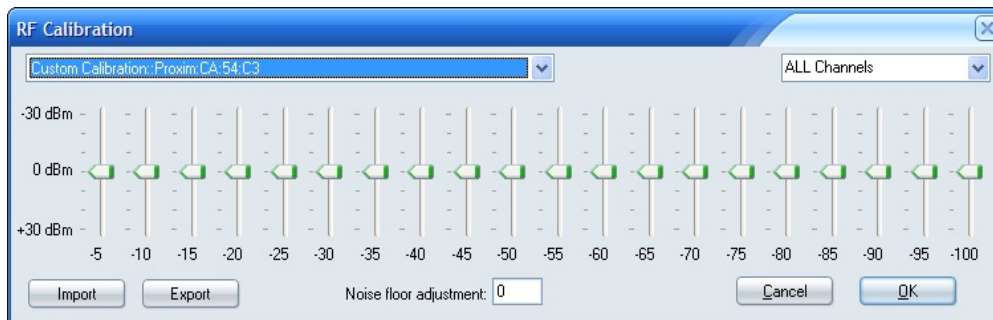 RF Calibration
Custom Calibration::Proxim:CA:54:C3
ALL Channels
-30 dBm
0 dBm
+30 dBm
-5 -10 -15 -20 -25 -30 -35 -40 -45 -50 -55 -60 -65 -70 -75 -80 -85 -90 -95 -100
Import Export Noise floor adjustment: 0 Cancel OK